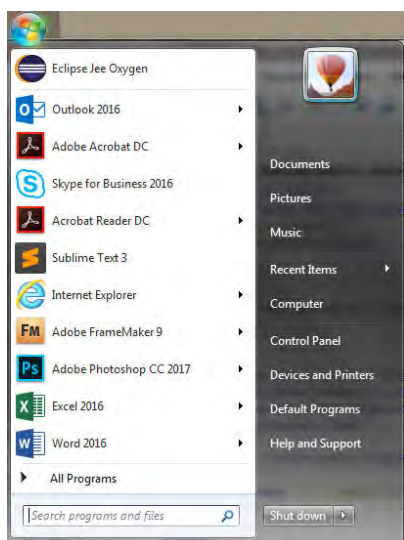 Eclipse Jee Oxygen
Outlook 2016
Adobe Acrobat DC
Skype for Business 2016
Acrobat Reader DC
Sublime Text 3
Internet Explorer
FM Adobe FrameMaker 9
Ps Adobe Photoshop CC 2017
Excel 2016
Word 2016
All Programs
Search programs and files
Documents
Pictures
Music
Recent Items
Computer
Control Panel
Devices and Printers
Default Programs
Help and Support
Shut down